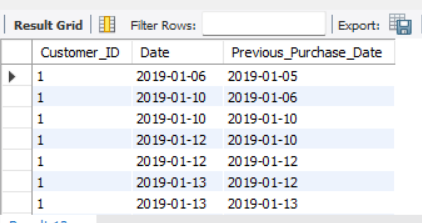 Result Grid Filter Rows: Export:
Customer_ID Date Previous_Purchase_Date
1 2019-01-06 2019-01-05
1 2019-01-10 2019-01-06
1 2019-01-10 2019-01-10
1 2019-01-12 2019-01-10
1 2019-01-12 2019-01-12
1 2019-01-13 2019-01-12
1 2019-01-13 2019-01-13